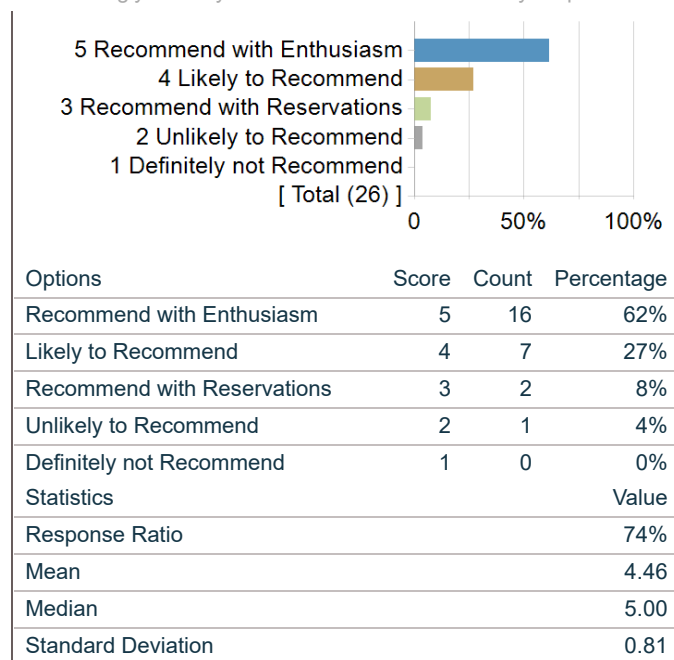 5 Recommend with Enthusiasm
4 Likely to Recommend
3 Recommend with Reservations
2 Unlikely to Recommend
1 Definitely not Recommend
[ Total (26) ]
0 50% 100%
Options Score Count Percentage
Recommend with Enthusiasm 5 16 62%
Likely to Recommend 4 7 27%
Recommend with Reservations 3 2 8%
Unlikely to Recommend 2 1 4%
Definitely not Recommend 1 0 0%
Statistics Value
Response Ratio 74%
Mean 4.46
Median 5.00
Standard Deviation 0.81